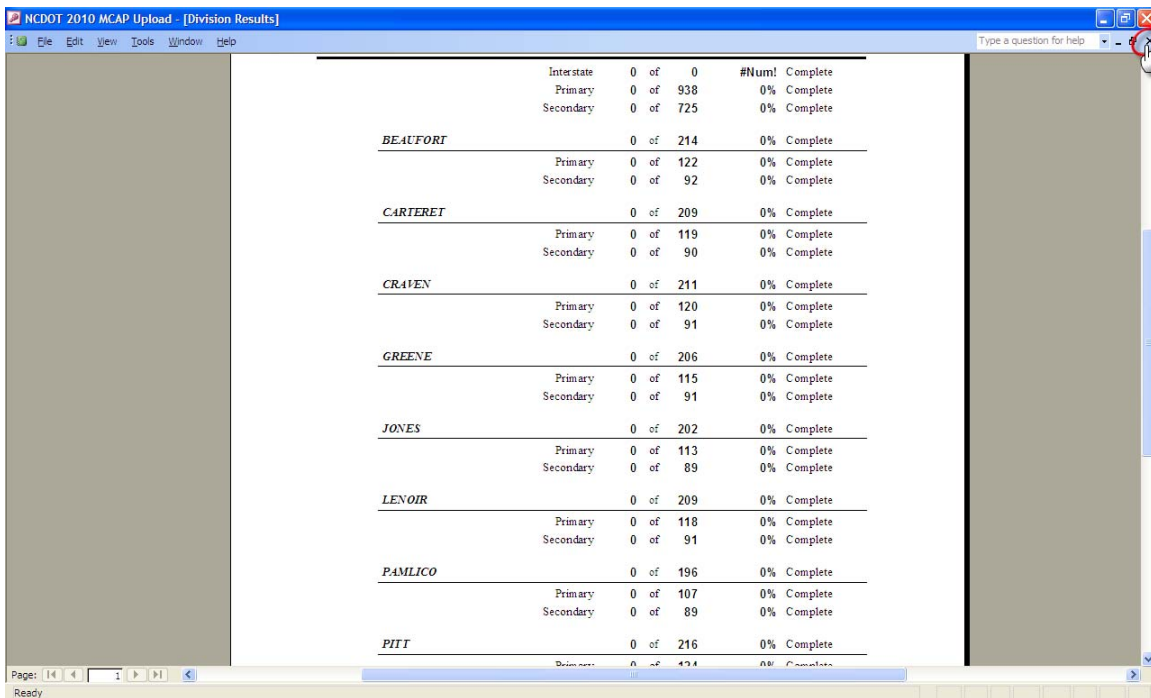 NCDOT 2010 MCAP Upload - [Division Results]
File Edit View Tools Window Help Type a question for help
Interstate 0 of 0 #Num! Complete
Primary 0 of 938 0% Complete
Secondary 0 of 725 0% Complete
BEAUFORT 0 of 214 0% Complete
Primary 0 of 122 0% Complete
Secondary 0 of 92 0% Complete
CARTERET 0 of 209 0% Complete
Primary 0 of 119 0% Complete
Secondary 0 of 90 0% Complete
CRAVEN 0 of 211 0% Complete
Primary 0 of 120 0% Complete
Secondary 0 of 91 0% Complete
GREENE 0 of 206 0% Complete
Primary 0 of 115 0% Complete
Secondary 0 of 91 0% Complete
JONES 0 of 202 0% Complete
Primary 0 of 113 0% Complete
Secondary 0 of 89 0% Complete
LENOIR 0 of 209 0% Complete
Primary 0 of 118 0% Complete
Secondary 0 of 91 0% Complete
PAMLICO 0 of 196 0% Complete
Primary 0 of 107 0% Complete
Secondary 0 of 89 0% Complete
PITT 0 of 216 0% Complete
Primary 0 of 124 0% Complete
Page: 1
Ready